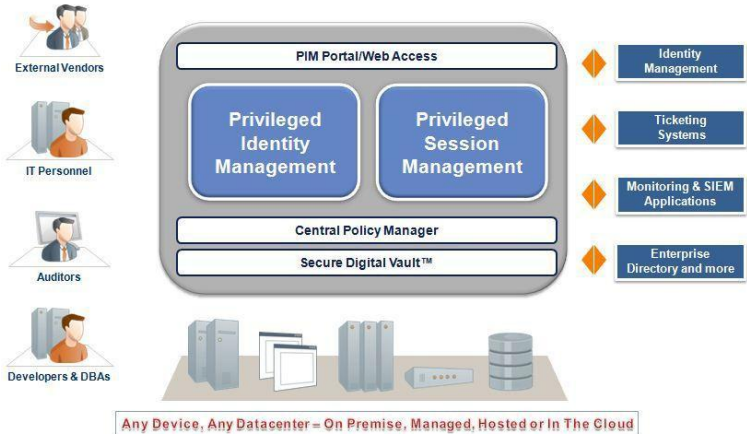 External Vendors
IT Personnel
Auditors
Developers & DBAs
PIM Portal/Web Access
Privileged
Identity
Management
Privileged
Session
Management
Central Policy Manager
Secure Digital Vault™
Identity
Management
Ticketing
Systems
Monitoring & SIEM
Applications
Enterprise
Directory and more
Any Device, Any Datacenter – On Premise, Managed, Hosted or In The Cloud